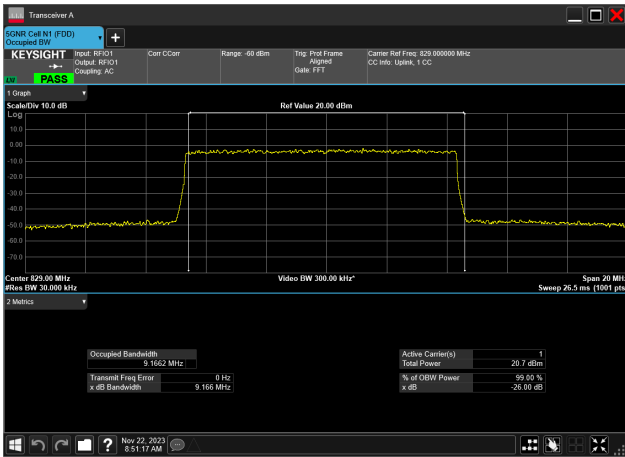 Transceiver A
5GNR Cell N1 (FDD)
Occupied BW
KEYSIGHT
Input: RFIO1
Output: RFIO1
Coupling: AC
Corr CCorr
Range: -60 dBm
Trig: Prot Frame
Aligned
Gate: FFT
Carrier Ref Freq: 829.000000 MHz
CC Info: Uplink, 1 CC
PASS
1 Graph
Scale/Div 10.0 dB
Ref Value 20.00 dBm
Log
10.0
0.00
-10.0
-20.0
-30.0
-40.0
-50.0
-60.0
-70.0
Center 829.00 MHz
Video BW 300.00 kHz*
Span 20 MHz
#Res BW 30.000 kHz
Sweep 26.5 ms (1001 pts
2 Metrics
Occupied Bandwidth
9.1662 MHz
Active Carrier(s) 1
Total Power 20.7 dBm
Transmit Freq Error 0 Hz
x dB Bandwidth 9.166 MHz
% of OBW Power 99.00 %
x dB -26.00 dB
?
Nov 22, 2023
8:51:17 AM